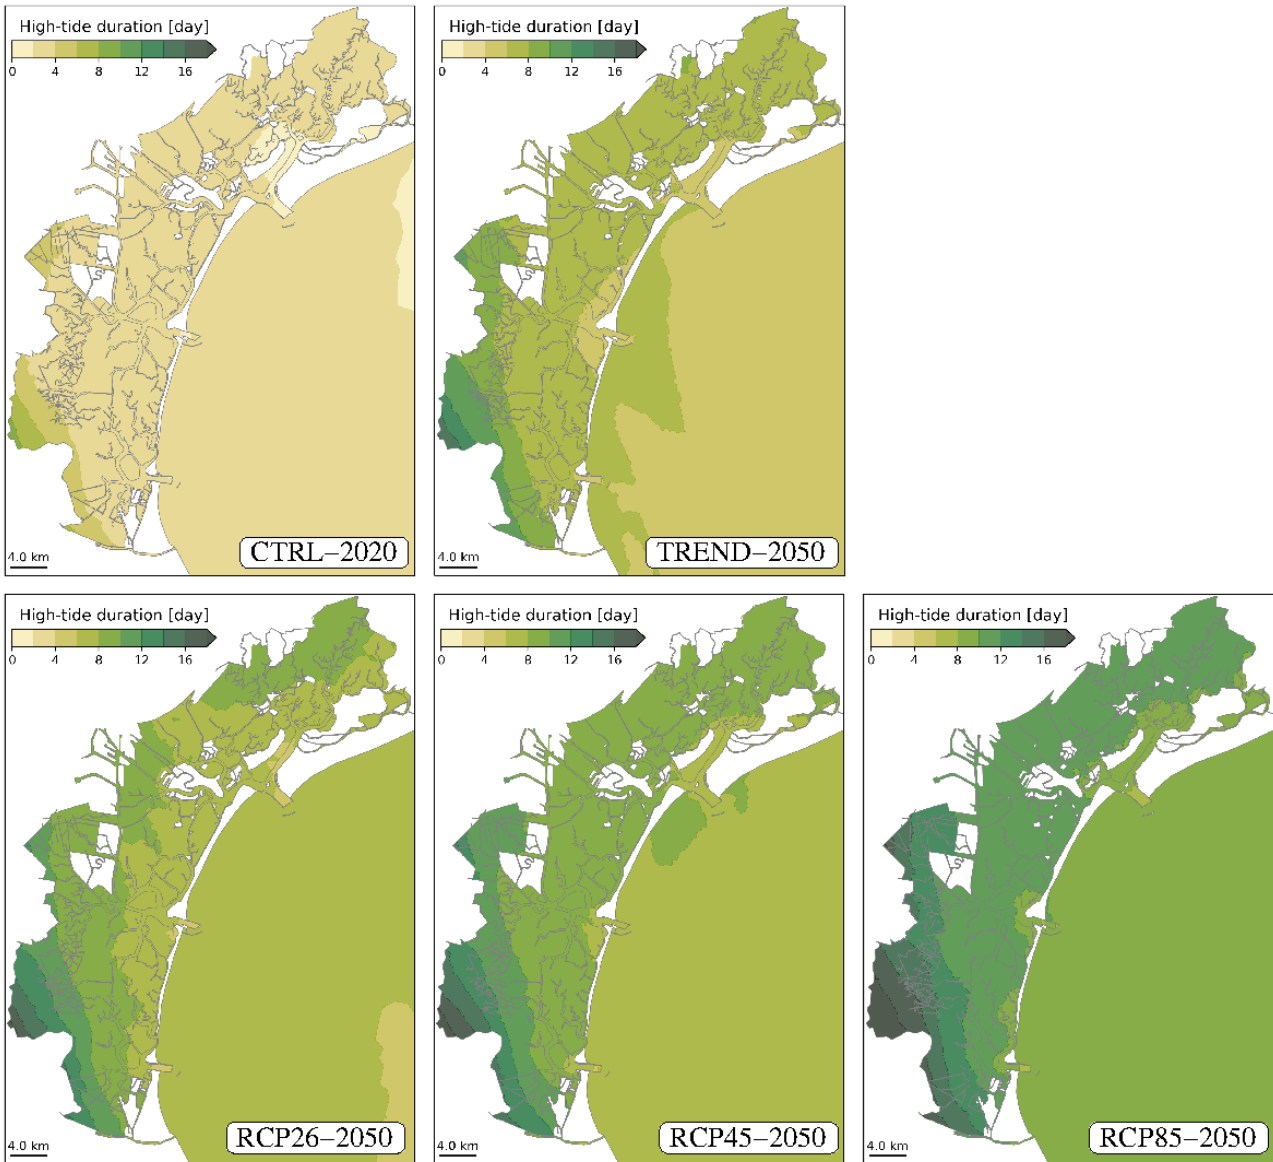 High-tide duration [day]
0 4 8 12 16
4.0 km
CTRL−2020
High-tide duration [day]
0 4 8 12 16
TREND−2050
High-tide duration [day]
0 4 8 12 16
4.0 km
RCP26−2050
High-tide duration [day]
0 4 8 12 16
4.0 km
RCP45−2050
High-tide duration [day]
0 4 8 12 16
4.0 km
RCP85−2050
4.0 km